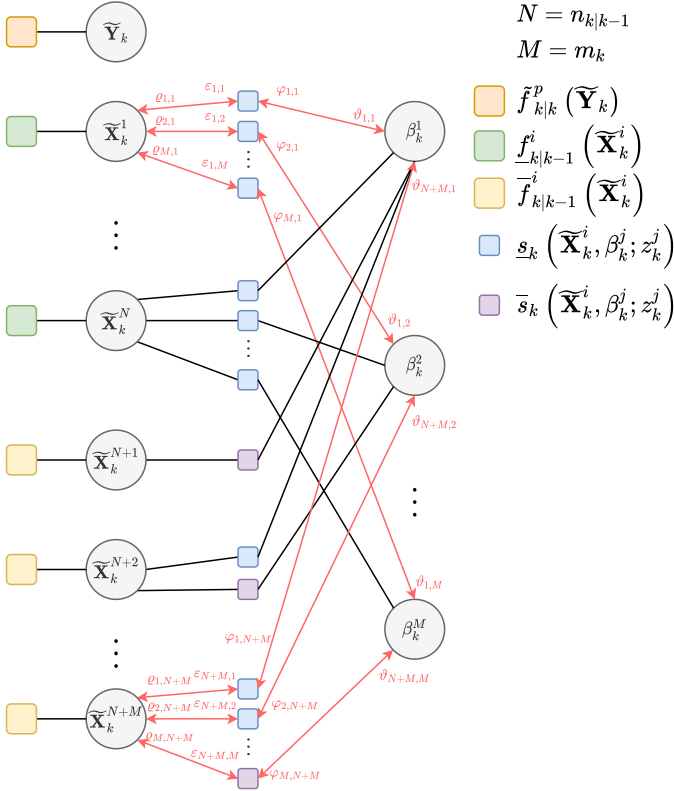 N = n_{k|k−1}
M = m_k
f̃^p_{k|k} (Ỹ_k)
f̲^i_{k|k−1} (X̃^i_k)
f̅^i_{k|k−1} (X̃^i_k)
s̲_k (X̃^i_k, β^j_k; z^j_k)
s̅_k (X̃^i_k, β^j_k; z^j_k)
Ỹ_k
X̃^1_k
ϱ_{1,1}
ε_{1,1}
φ_{1,1}
ϱ_{2,1}
ε_{1,2}
ϑ_{1,1}
β^1_k
ϱ_{M,1}
ε_{1,M}
φ_{2,1}
⋮
ϑ_{N+M,1}
φ_{M,1}
⋮
X̃^N_k
ϑ_{1,2}
⋮
β^2_k
ϑ_{N+M,2}
X̃^{N+1}_k
⋮
X̃^{N+2}_k
ϑ_{1,M}
β^M_k
φ_{1,N+M}
⋮
ϑ_{N+M,M}
ϱ_{1,N+M}
ε_{N+M,1}
X̃^{N+M}_k
ϱ_{2,N+M}
ε_{N+M,2}
φ_{2,N+M}
ϱ_{M,N+M}
ε_{N+M,M}
⋮
φ_{M,N+M}